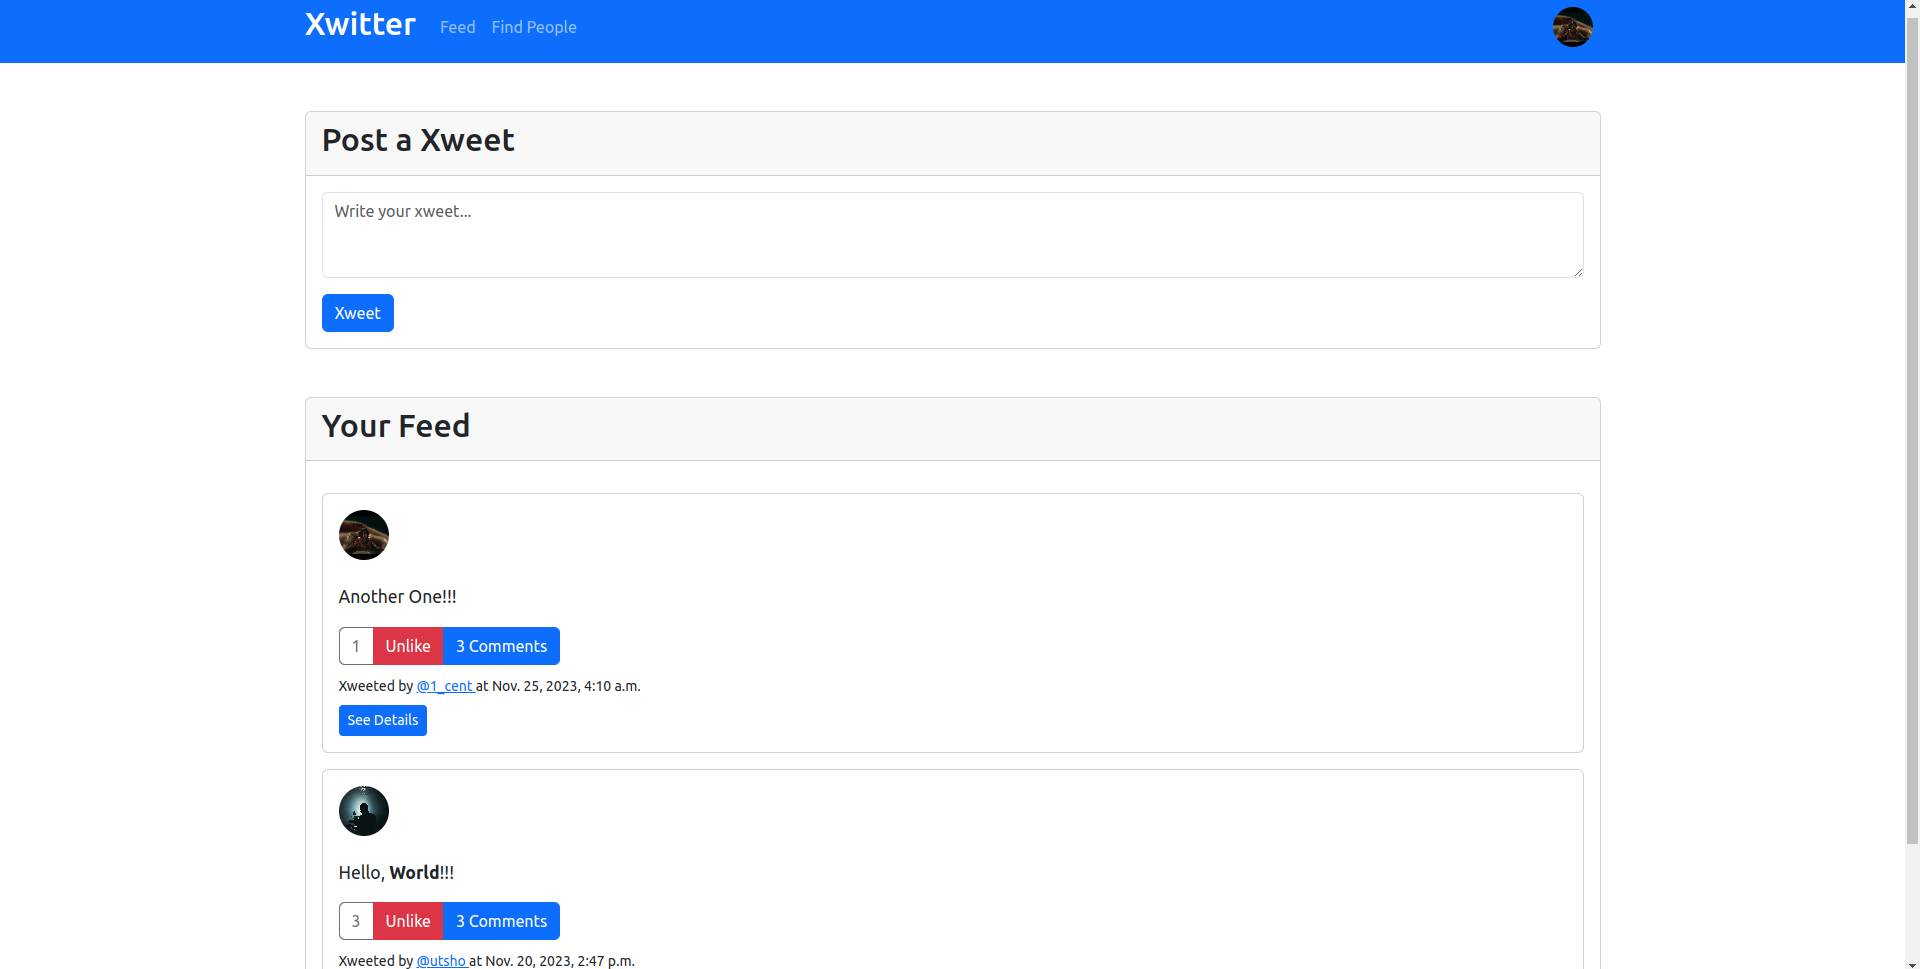 Xwitter Feed Find People
Post a Xweet
Write your xweet...
Xweet
Your Feed
Another One!!!
1 Unlike 3 Comments
Xweeted by @1_cent at Nov. 25, 2023, 4:10 a.m.
See Details
Hello, World!!!
3 Unlike 3 Comments
Xweeted by @utsho at Nov. 20, 2023, 2:47 p.m.